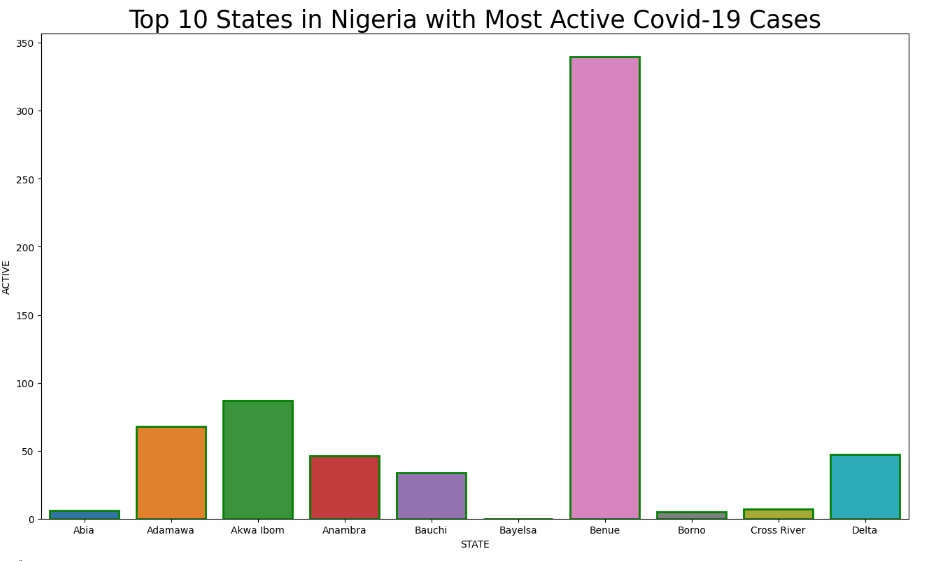 Top 10 States in Nigeria with Most Active Covid-19 Cases
350
300
250
200
150
100
50
0
ACTIVE
Abia Adamawa Akwa Ibom Anambra Bauchi Bayelsa Benue Borno Cross River Delta
STATE